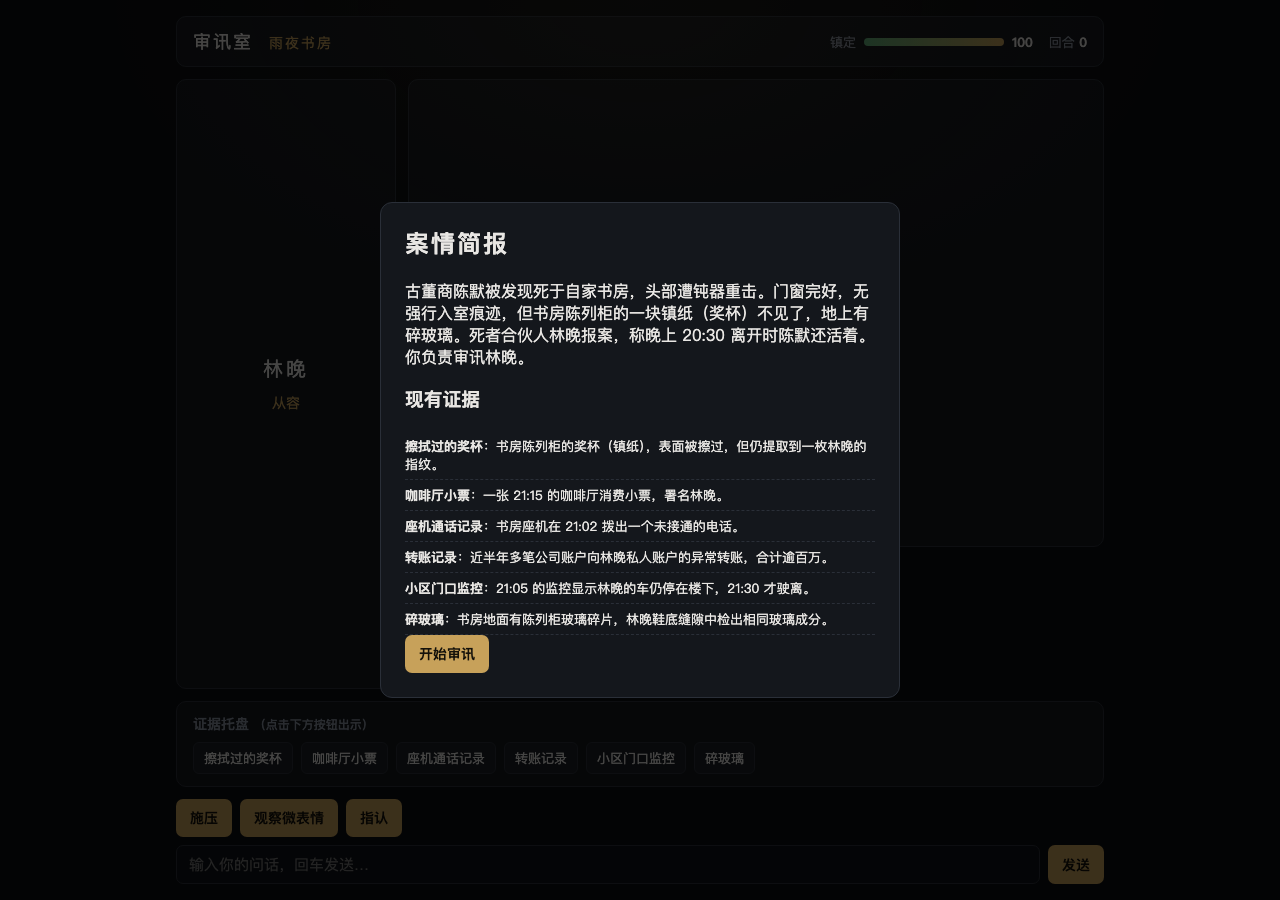 审讯室 雨夜书房 镇定 100 回合 0
林晚
从容
案情简报
古董商陈默被发现死于自家书房，头部遭钝器重击。门窗完好，无
强行入室痕迹，但书房陈列柜的一块镇纸（奖杯）不见了，地上有
碎玻璃。死者合伙人林晚报案，称晚上 20:30 离开时陈默还活着。
你负责审讯林晚。
现有证据
擦拭过的奖杯：书房陈列柜的奖杯（镇纸），表面被擦过，但仍提取到一枚林晚的
指纹。
咖啡厅小票：一张 21:15 的咖啡厅消费小票，署名林晚。
座机通话记录：书房座机在 21:02 拨出一个未接通的电话。
转账记录：近半年多笔公司账户向林晚私人账户的异常转账，合计逾百万。
小区门口监控：21:05 的监控显示林晚的车仍停在楼下，21:30 才驶离。
碎玻璃：书房地面有陈列柜玻璃碎片，林晚鞋底缝隙中检出相同玻璃成分。
开始审讯
证据托盘 （点击下方按钮出示）
擦拭过的奖杯 咖啡厅小票 座机通话记录 转账记录 小区门口监控 碎玻璃
施压 观察微表情 指认
输入你的问话，回车发送... 发送